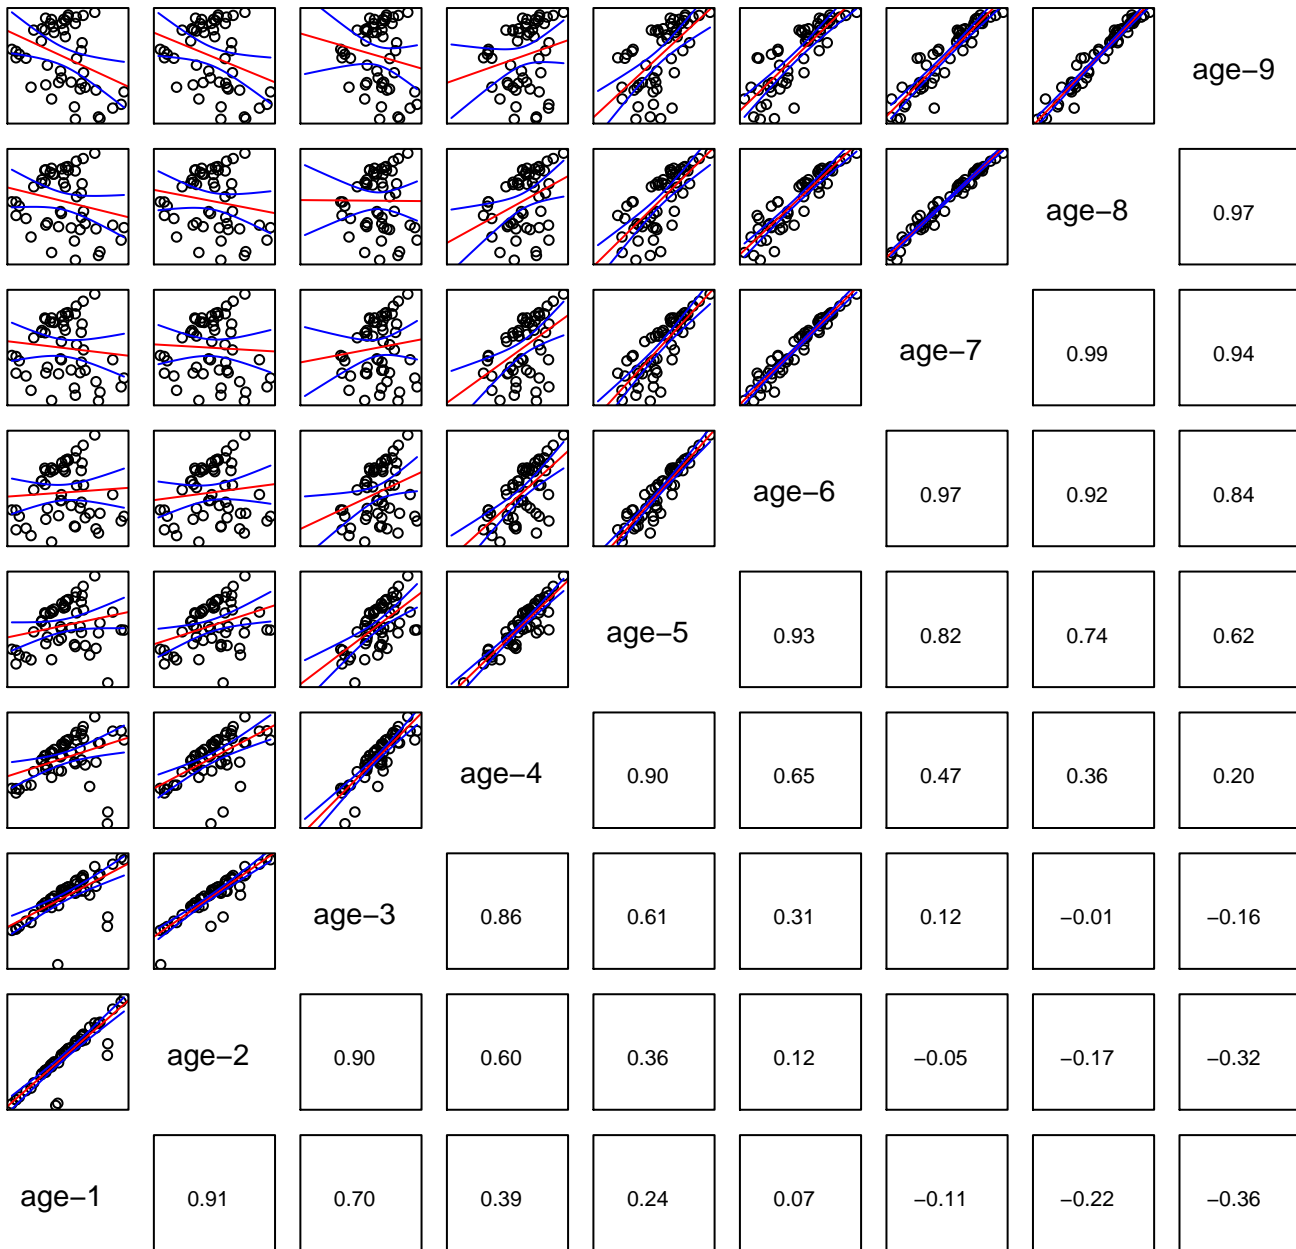 age−9
age−8 0.97
age−7 0.99 0.94
age−6 0.97 0.92 0.84
age−5 0.93 0.82 0.74 0.62
age−4 0.90 0.65 0.47 0.36 0.20
age−3 0.86 0.61 0.31 0.12 −0.01 −0.16
age−2 0.90 0.60 0.36 0.12 −0.05 −0.17 −0.32
age−1 0.91 0.70 0.39 0.24 0.07 −0.11 −0.22 −0.36